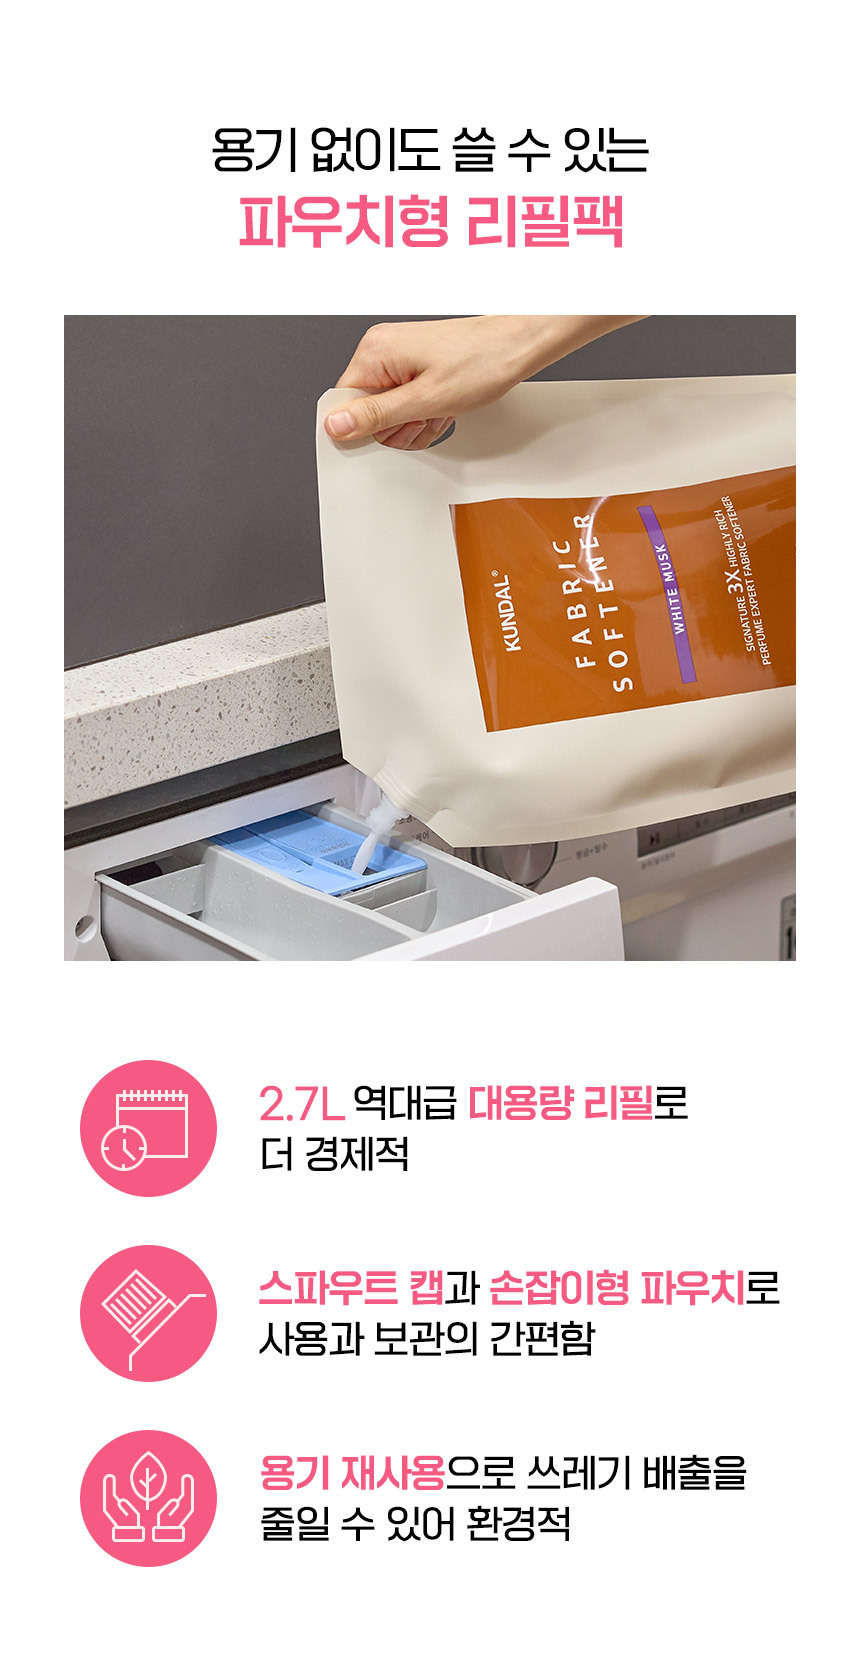 용기 없이도 쓸 수 있는
파우치형 리필팩
KUNDAL®
FABRIC
SOFTENER
WHITE MUSK
SIGNATURE 3X HIGHLY RICH
PERFUME EXPERT FABRIC SOFTENER
2.7L 역대급 대용량 리필로
더 경제적
스파우트 캡과 손잡이형 파우치로
사용과 보관의 간편함
용기 재사용으로 쓰레기 배출을
줄일 수 있어 환경적